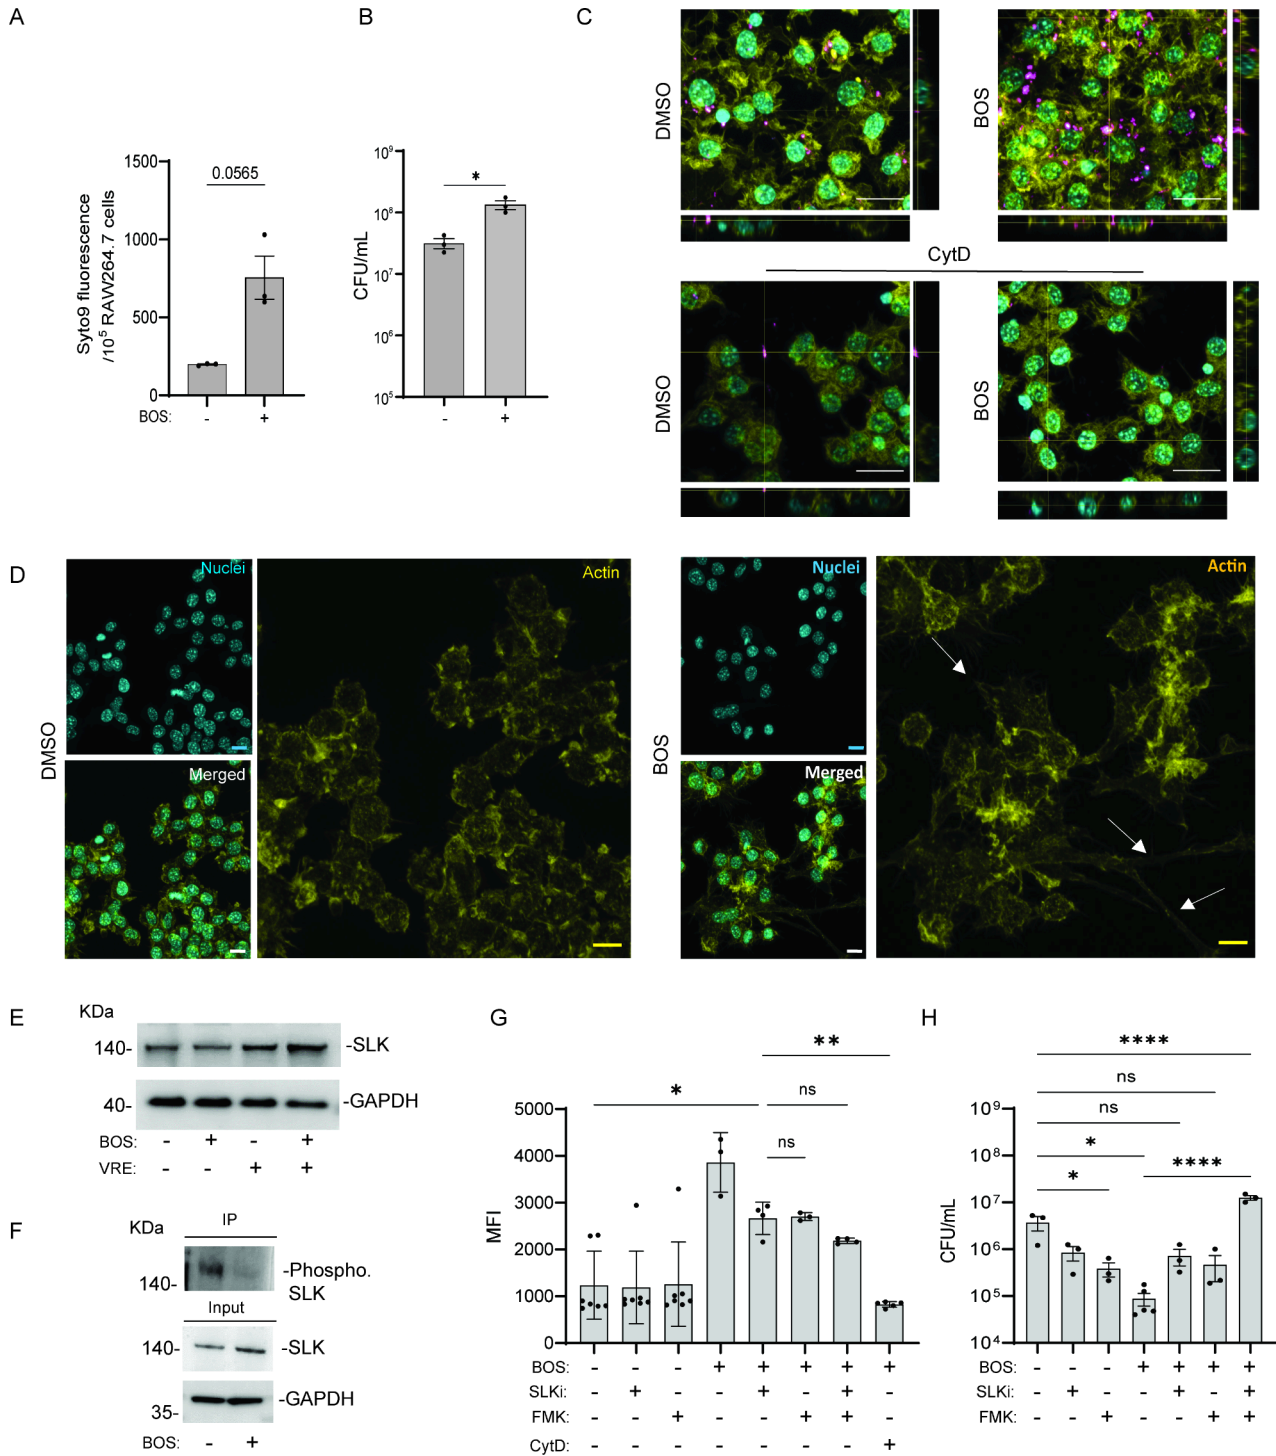 A
1500
1000
500
0
Syto9 fluorescence
/10⁵ RAW264.7 cells
0.0565
BOS: - +
B
10⁹
10⁸
10⁷
10⁶
10⁵
CFU/mL
*
BOS: - +
C
DMSO
BOS
CytD
DMSO
BOS
D
DMSO
Nuclei
Merged
Actin
BOS
Nuclei
Merged
Actin
E
KDa
140-
-SLK
40-
-GAPDH
BOS: - + - +
VRE: - - + +
F
KDa
IP
140-
-Phospho.
SLK
Input
140-
-SLK
35-
-GAPDH
BOS: - +
G
**
*
ns
ns
5000
4000
3000
2000
1000
0
MFI
BOS: - - - + + + + +
SLKi: - + - - + - + -
FMK: - - + - - + + -
CytD: - - - - - - - +
H
****
ns
ns
*
****
*
10⁹
10⁸
10⁷
10⁶
10⁵
10⁴
CFU/mL
BOS: - - - + + + +
SLKi: - + - - + - +
FMK: - - + - - + +